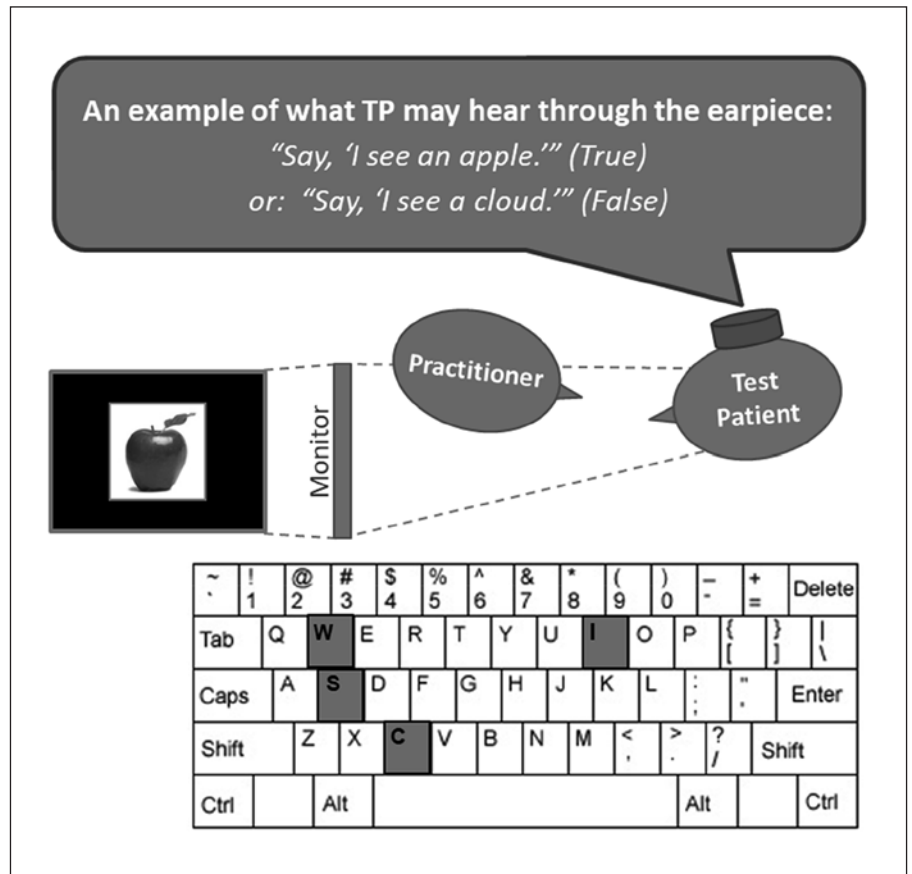 An example of what TP may hear through the earpiece:
“Say, ‘I see an apple.’” (True)
or: “Say, ‘I see a cloud.’” (False)
Practitioner
Test
Patient
Monitor
~ ! @ # $ % ^ & * ( ) – + Delete
` 1 2 3 4 5 6 7 8 9 0 - =
Tab Q W E R T Y U I O P { } |
[ ] \
Caps A S D F G H J K L : " Enter
; '
Shift Z X C V B N M < > ? Shift
, . /
Ctrl Alt Alt Ctrl